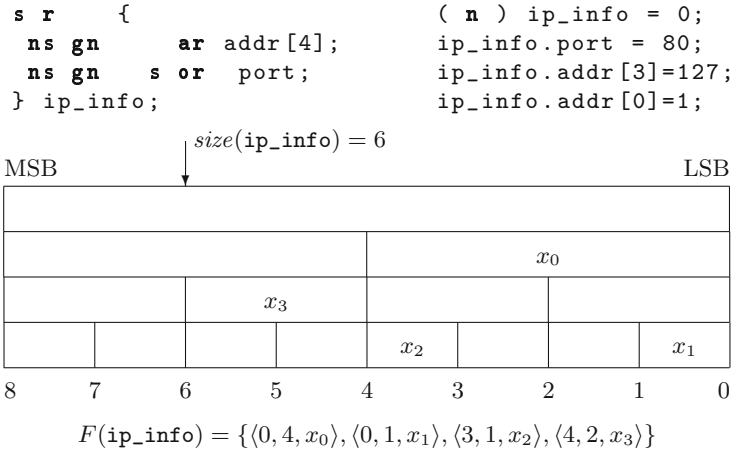 s r {
( n ) ip_info = 0;
ns gn ar addr[4];
ip_info.port = 80;
ns gn s or port;
ip_info.addr[3]=127;
} ip_info;
ip_info.addr[0]=1;
size(ip_info) = 6
MSB LSB
x₀
x₃
x₂ x₁
8 7 6 5 4 3 2 1 0
F(ip_info) = {⟨0, 4, x₀⟩, ⟨0, 1, x₁⟩, ⟨3, 1, x₂⟩, ⟨4, 2, x₃⟩}